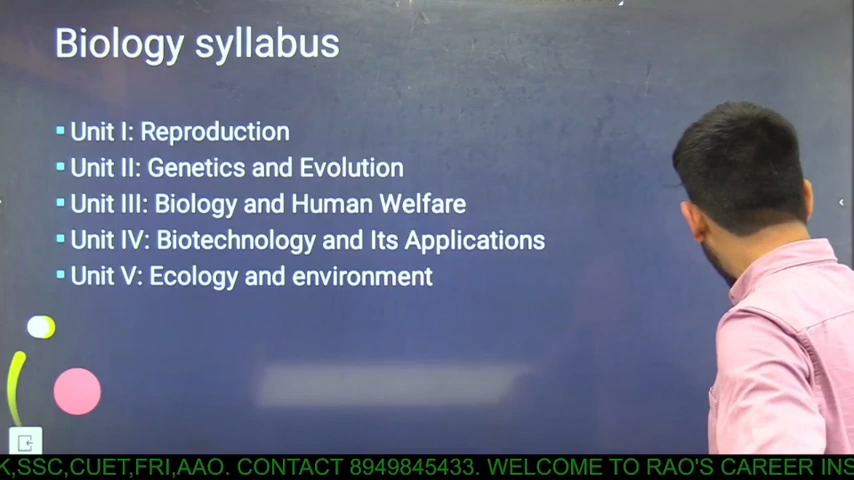 Biology syllabus
Unit I: Reproduction
Unit II: Genetics and Evolution
Unit III: Biology and Human Welfare
Unit IV: Biotechnology and Its Applications
Unit V: Ecology and environment
K,SSC,CUET,FRI,AAO. CONTACT 8949845433. WELCOME TO RAO'S CAREER INS